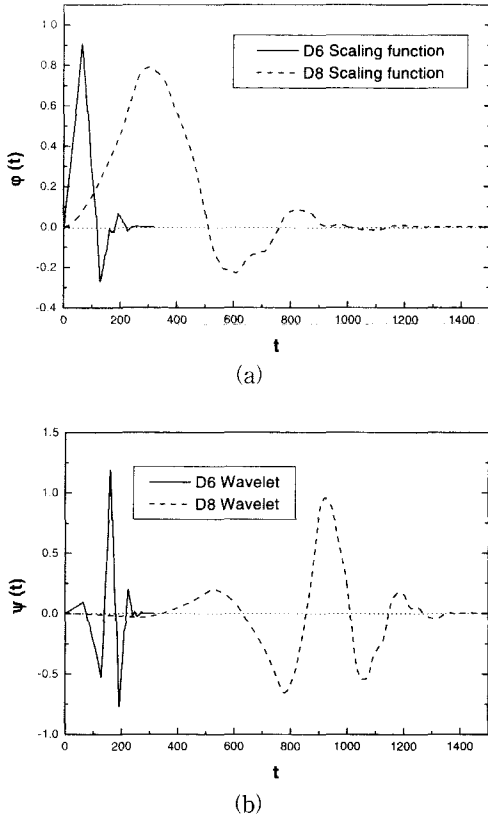 1.0
0.8
0.6
0.4
0.2
0.0
-0.2
-0.4
φ (t)
D6 Scaling function
D8 Scaling function
0 200 400 600 800 1000 1200 1400
t
(a)
1.5
1.0
0.5
0.0
-0.5
-1.0
ψ (t)
D6 Wavelet
D8 Wavelet
0 200 400 600 800 1000 1200 1400
t
(b)